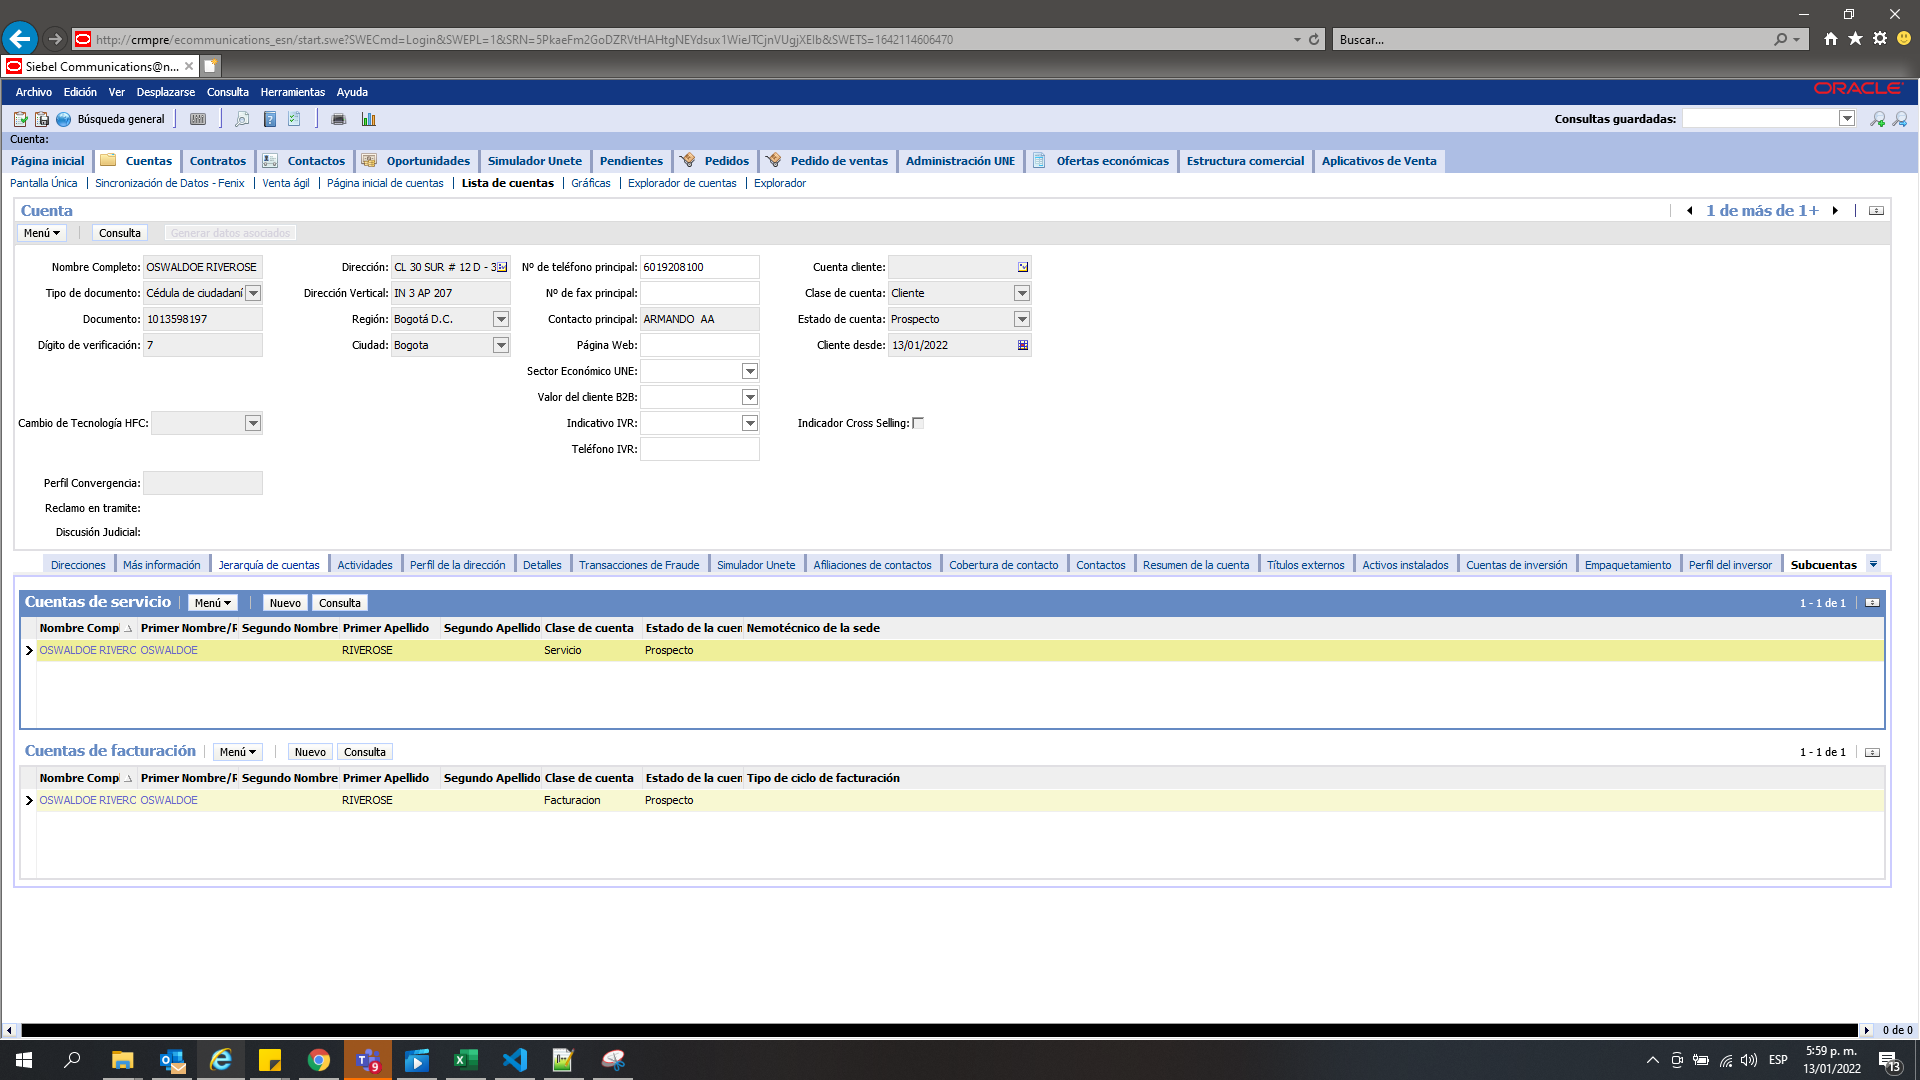 http://crmpre/ecommunications_esn/start.swe?SWECmd=Login&SWEPL=1&SRN=5PkaeFm2GoDZRVtHAHtgNEYdsux1WieJTCjnVUgjXEIb&SWETS=1642114606470
Buscar...
Siebel Communications@n...
Archivo Edición Ver Desplazarse Consulta Herramientas Ayuda
ORACLE
Búsqueda general
Consultas guardadas:
Cuenta:
Página inicial Cuentas Contratos Contactos Oportunidades Simulador Unete Pendientes Pedidos Pedido de ventas Administración UNE Ofertas económicas Estructura comercial Aplicativos de Venta
Pantalla Única Sincronización de Datos - Fenix Venta ágil Página inicial de cuentas Lista de cuentas Gráficas Explorador de cuentas Explorador
Cuenta
1 de más de 1+
Menú Consulta Generar datos asociados
Nombre Completo: OSWALDOE RIVEROSE Dirección: CL 30 SUR # 12 D - 3 Nº de teléfono principal: 6019208100 Cuenta cliente:
Tipo de documento: Cédula de ciudadaní Dirección Vertical: IN 3 AP 207 Nº de fax principal: Clase de cuenta: Cliente
Documento: 1013598197 Región: Bogotá D.C. Contacto principal: ARMANDO AA Estado de cuenta: Prospecto
Dígito de verificación: 7 Ciudad: Bogota Página Web: Cliente desde: 13/01/2022
Sector Económico UNE:
Valor del cliente B2B:
Cambio de Tecnología HFC: Indicativo IVR: Indicador Cross Selling:
Teléfono IVR:
Perfil Convergencia:
Reclamo en tramite:
Discusión Judicial:
Direcciones Más información Jerarquía de cuentas Actividades Perfil de la dirección Detalles Transacciones de Fraude Simulador Unete Afiliaciones de contactos Cobertura de contacto Contactos Resumen de la cuenta Títulos externos Activos instalados Cuentas de inversión Empaquetamiento Perfil del inversor Subcuentas
Cuentas de servicio Menú Nuevo Consulta 1 - 1 de 1
Nombre Comp Primer Nombre/R Segundo Nombre Primer Apellido Segundo Apellido Clase de cuenta Estado de la cuen Nemotécnico de la sede
OSWALDOE RIVERC OSWALDOE RIVEROSE Servicio Prospecto
Cuentas de facturación Menú Nuevo Consulta 1 - 1 de 1
Nombre Comp Primer Nombre/R Segundo Nombre Primer Apellido Segundo Apellido Clase de cuenta Estado de la cuen Tipo de ciclo de facturación
OSWALDOE RIVERC OSWALDOE RIVEROSE Facturacion Prospecto
0 de 0
9
ESP
5:59 p. m.
13/01/2022
13